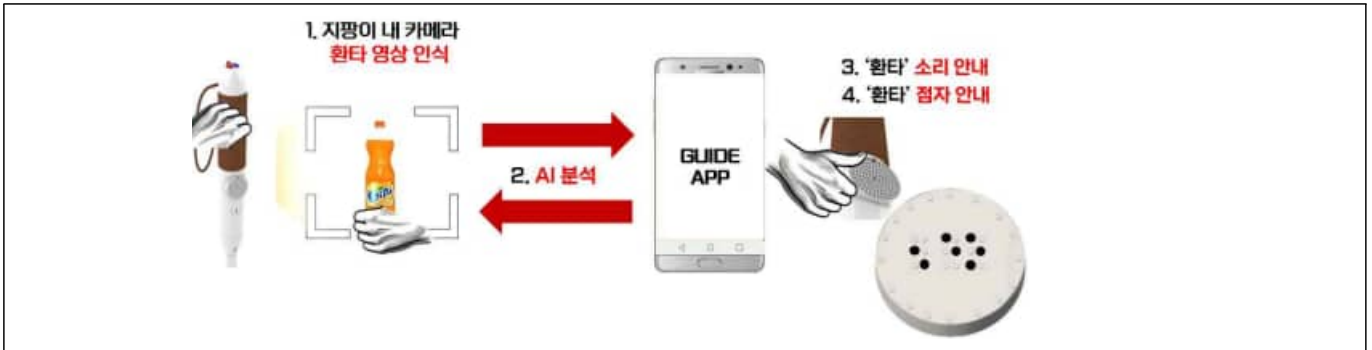 1. 지팡이 내 카메라
환타 영상 인식
2. AI 분석
GUIDE
APP
3. '환타' 소리 안내
4. '환타' 점자 안내